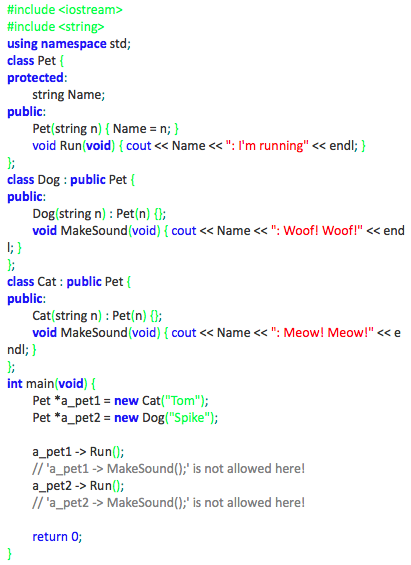 #include <iostream>
#include <string>
using namespace std;
class Pet {
protected:
string Name;
public:
Pet(string n) { Name = n; }
void Run(void) { cout << Name << ": I'm running" << endl; }
};
class Dog : public Pet {
public:
Dog(string n) : Pet(n) {};
void MakeSound(void) { cout << Name << ": Woof! Woof!" << end
l; }
};
class Cat : public Pet {
public:
Cat(string n) : Pet(n) {};
void MakeSound(void) { cout << Name << ": Meow! Meow!" << e
ndl; }
};
int main(void) {
Pet *a_pet1 = new Cat("Tom");
Pet *a_pet2 = new Dog("Spike");
a_pet1 -> Run();
// 'a_pet1 -> MakeSound();' is not allowed here!
a_pet2 -> Run();
// 'a_pet2 -> MakeSound();' is not allowed here!
return 0;
}